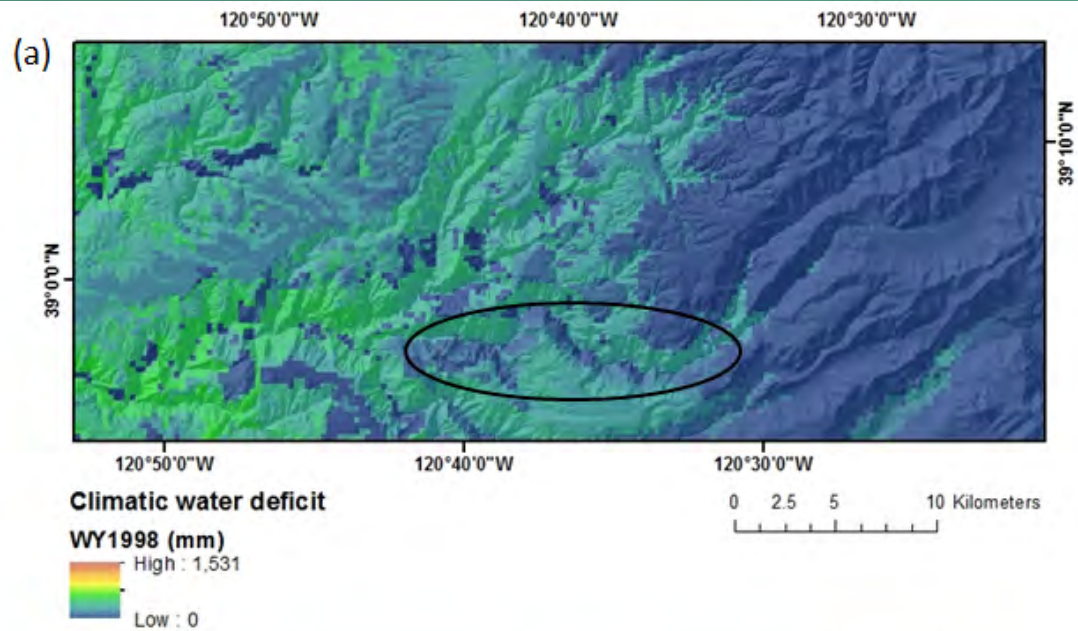 120°50'0"W 120°40'0"W 120°30'0"W
(a)
39°10'0"N
39°0'0"N
120°50'0"W 120°40'0"W 120°30'0"W
Climatic water deficit
WY1998 (mm)
High : 1,531
Low : 0
0 2.5 5 10 Kilometers